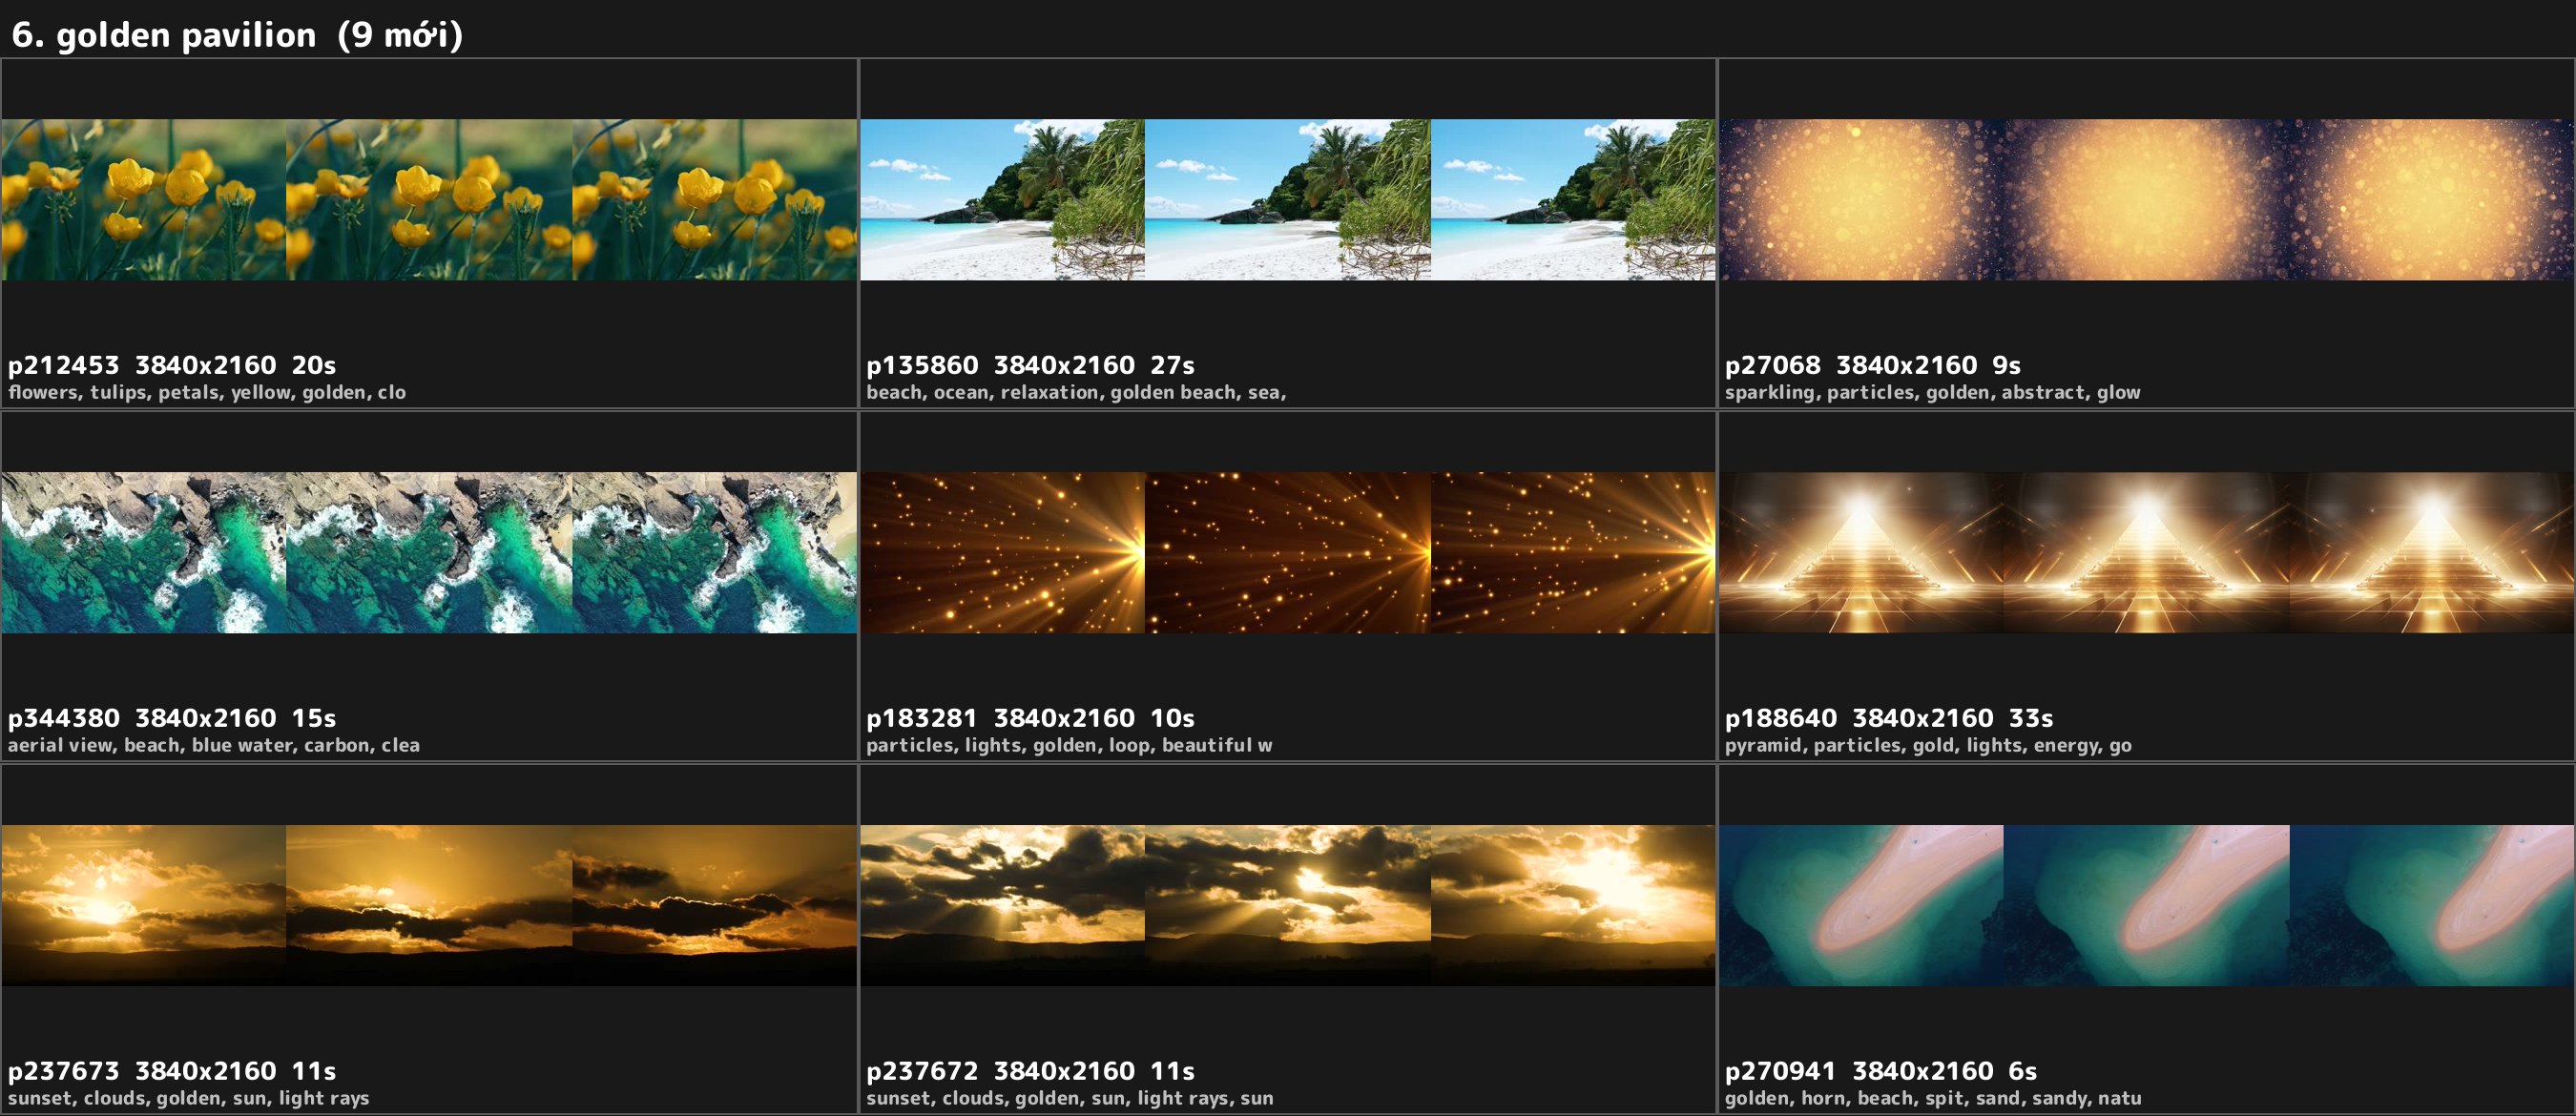 6. golden pavilion (9 mới)
p212453 3840x2160 20s
flowers, tulips, petals, yellow, golden, clo
p135860 3840x2160 27s
beach, ocean, relaxation, golden beach, sea,
p27068 3840x2160 9s
sparkling, particles, golden, abstract, glow
p344380 3840x2160 15s
aerial view, beach, blue water, carbon, clea
p183281 3840x2160 10s
particles, lights, golden, loop, beautiful w
p188640 3840x2160 33s
pyramid, particles, gold, lights, energy, go
p237673 3840x2160 11s
sunset, clouds, golden, sun, light rays
p237672 3840x2160 11s
sunset, clouds, golden, sun, light rays, sun
p270941 3840x2160 6s
golden, horn, beach, spit, sand, sandy, natu